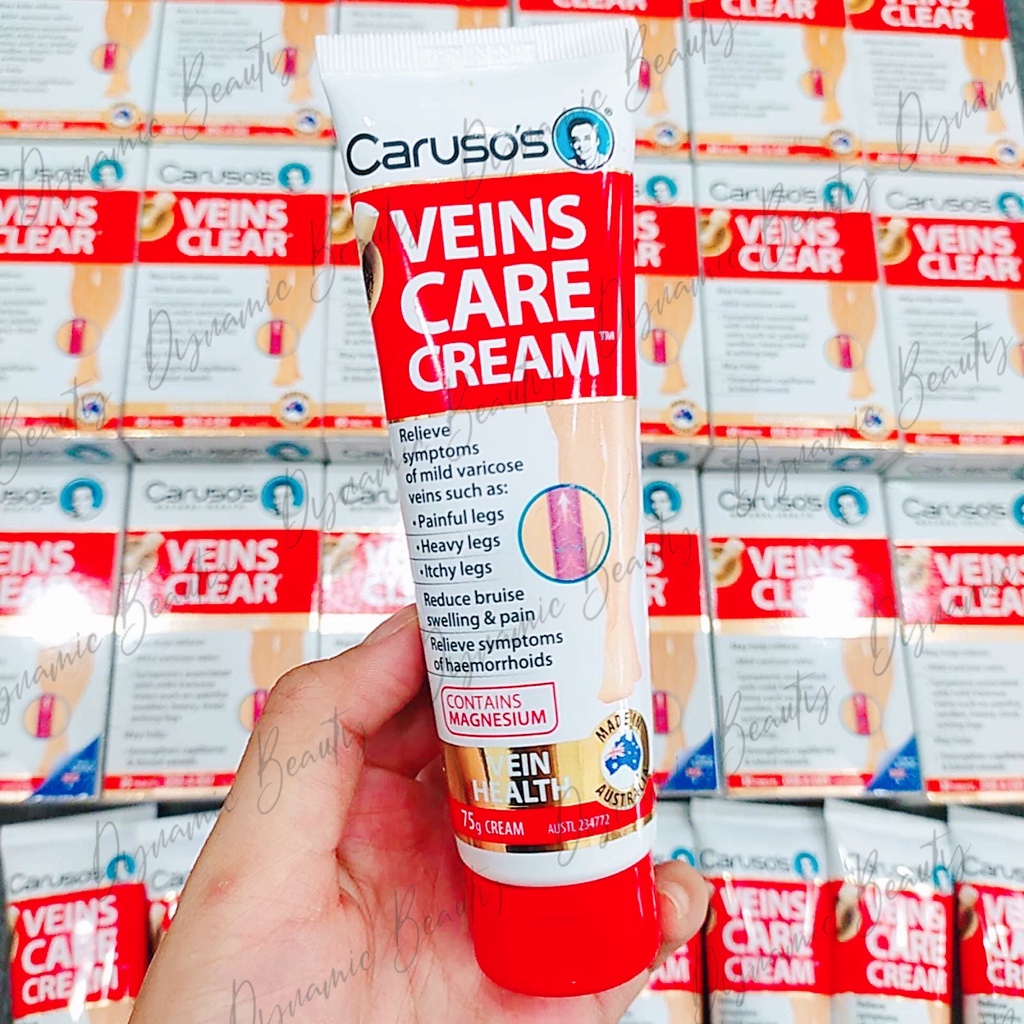 Caruso's
VEINS
CARE
CREAM™
Relieve
symptoms
of mild varicose
veins such as:
• Painful legs
• Heavy legs
• Itchy legs
Reduce bruise
swelling & pain
Relieve symptoms
of haemorrhoids
CONTAINS
MAGNESIUM
MADE IN
AUSTRALIA
VEIN
HEALTH
75g CREAM AUSTL 234772
Caruso's
VEINS
CLEAR
Caruso's
VEINS
CARE
CREAM
Dynamic Beauty